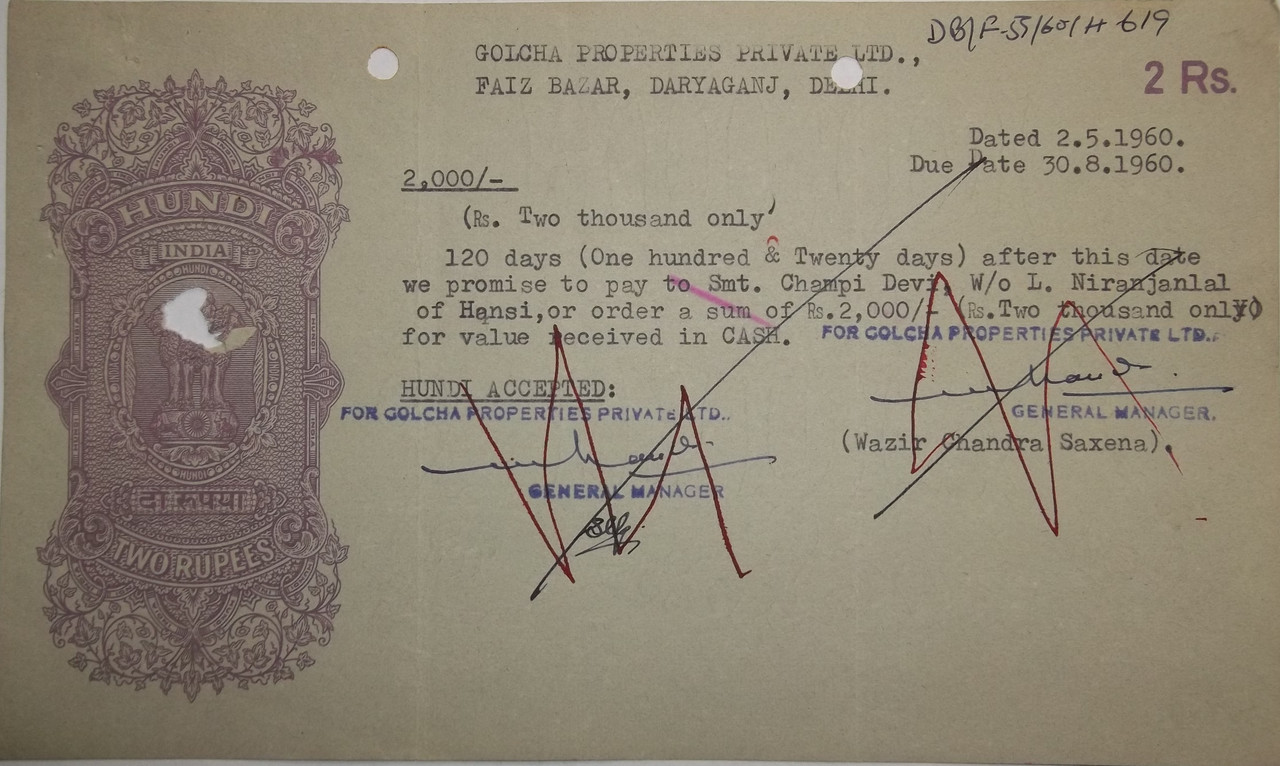 DB/F-55/60/H 619
GOLCHA PROPERTIES PRIVATE LTD.,
FAIZ BAZAR, DARYAGANJ, DELHI.
2 Rs.
Dated 2.5.1960.
Due Date 30.8.1960.
2,000/-
(Rs. Two thousand only)
120 days (One hundred & Twenty days) after this date
we promise to pay to Smt. Champi Devi, W/o L. Niranjanlal
of Hansi,or order a sum of Rs.2,000/- (Rs.Two thousand only)
for value received in CASH.
FOR GOLCHA PROPERTIES PRIVATE LTD.,
GENERAL MANAGER.
(Wazir Chandra Saxena).
HUNDI ACCEPTED:
FOR GOLCHA PROPERTIES PRIVATE LTD..
GENERAL MANAGER
HUNDI
INDIA
HUNDI
HUNDI
दो रूपया
TWO RUPEES